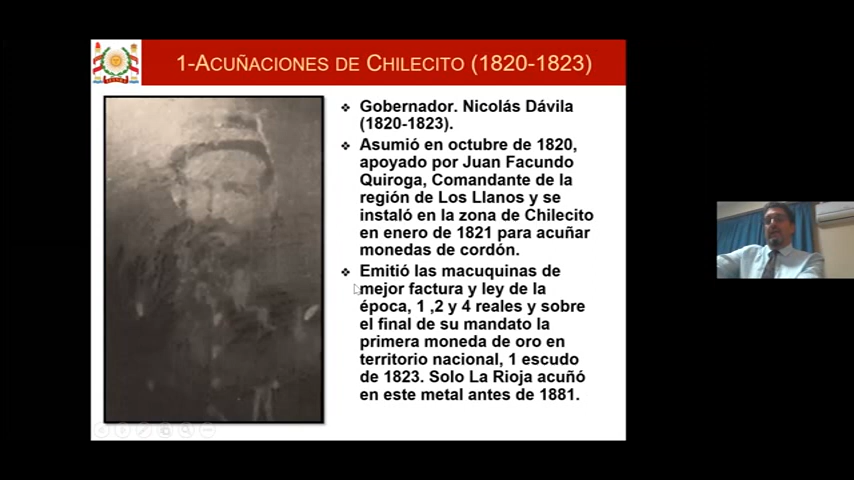 1-ACUÑACIONES DE CHILECITO (1820-1823)
Gobernador. Nicolás Dávila
(1820-1823).
Asumió en octubre de 1820,
apoyado por Juan Facundo
Quiroga, Comandante de la
región de Los Llanos y se
instaló en la zona de Chilecito
en enero de 1821 para acuñar
monedas de cordón.
Emitió las macuquinas de
mejor factura y ley de la
época, 1 ,2 y 4 reales y sobre
el final de su mandato la
primera moneda de oro en
territorio nacional, 1 escudo
de 1823. Solo La Rioja acuñó
en este metal antes de 1881.